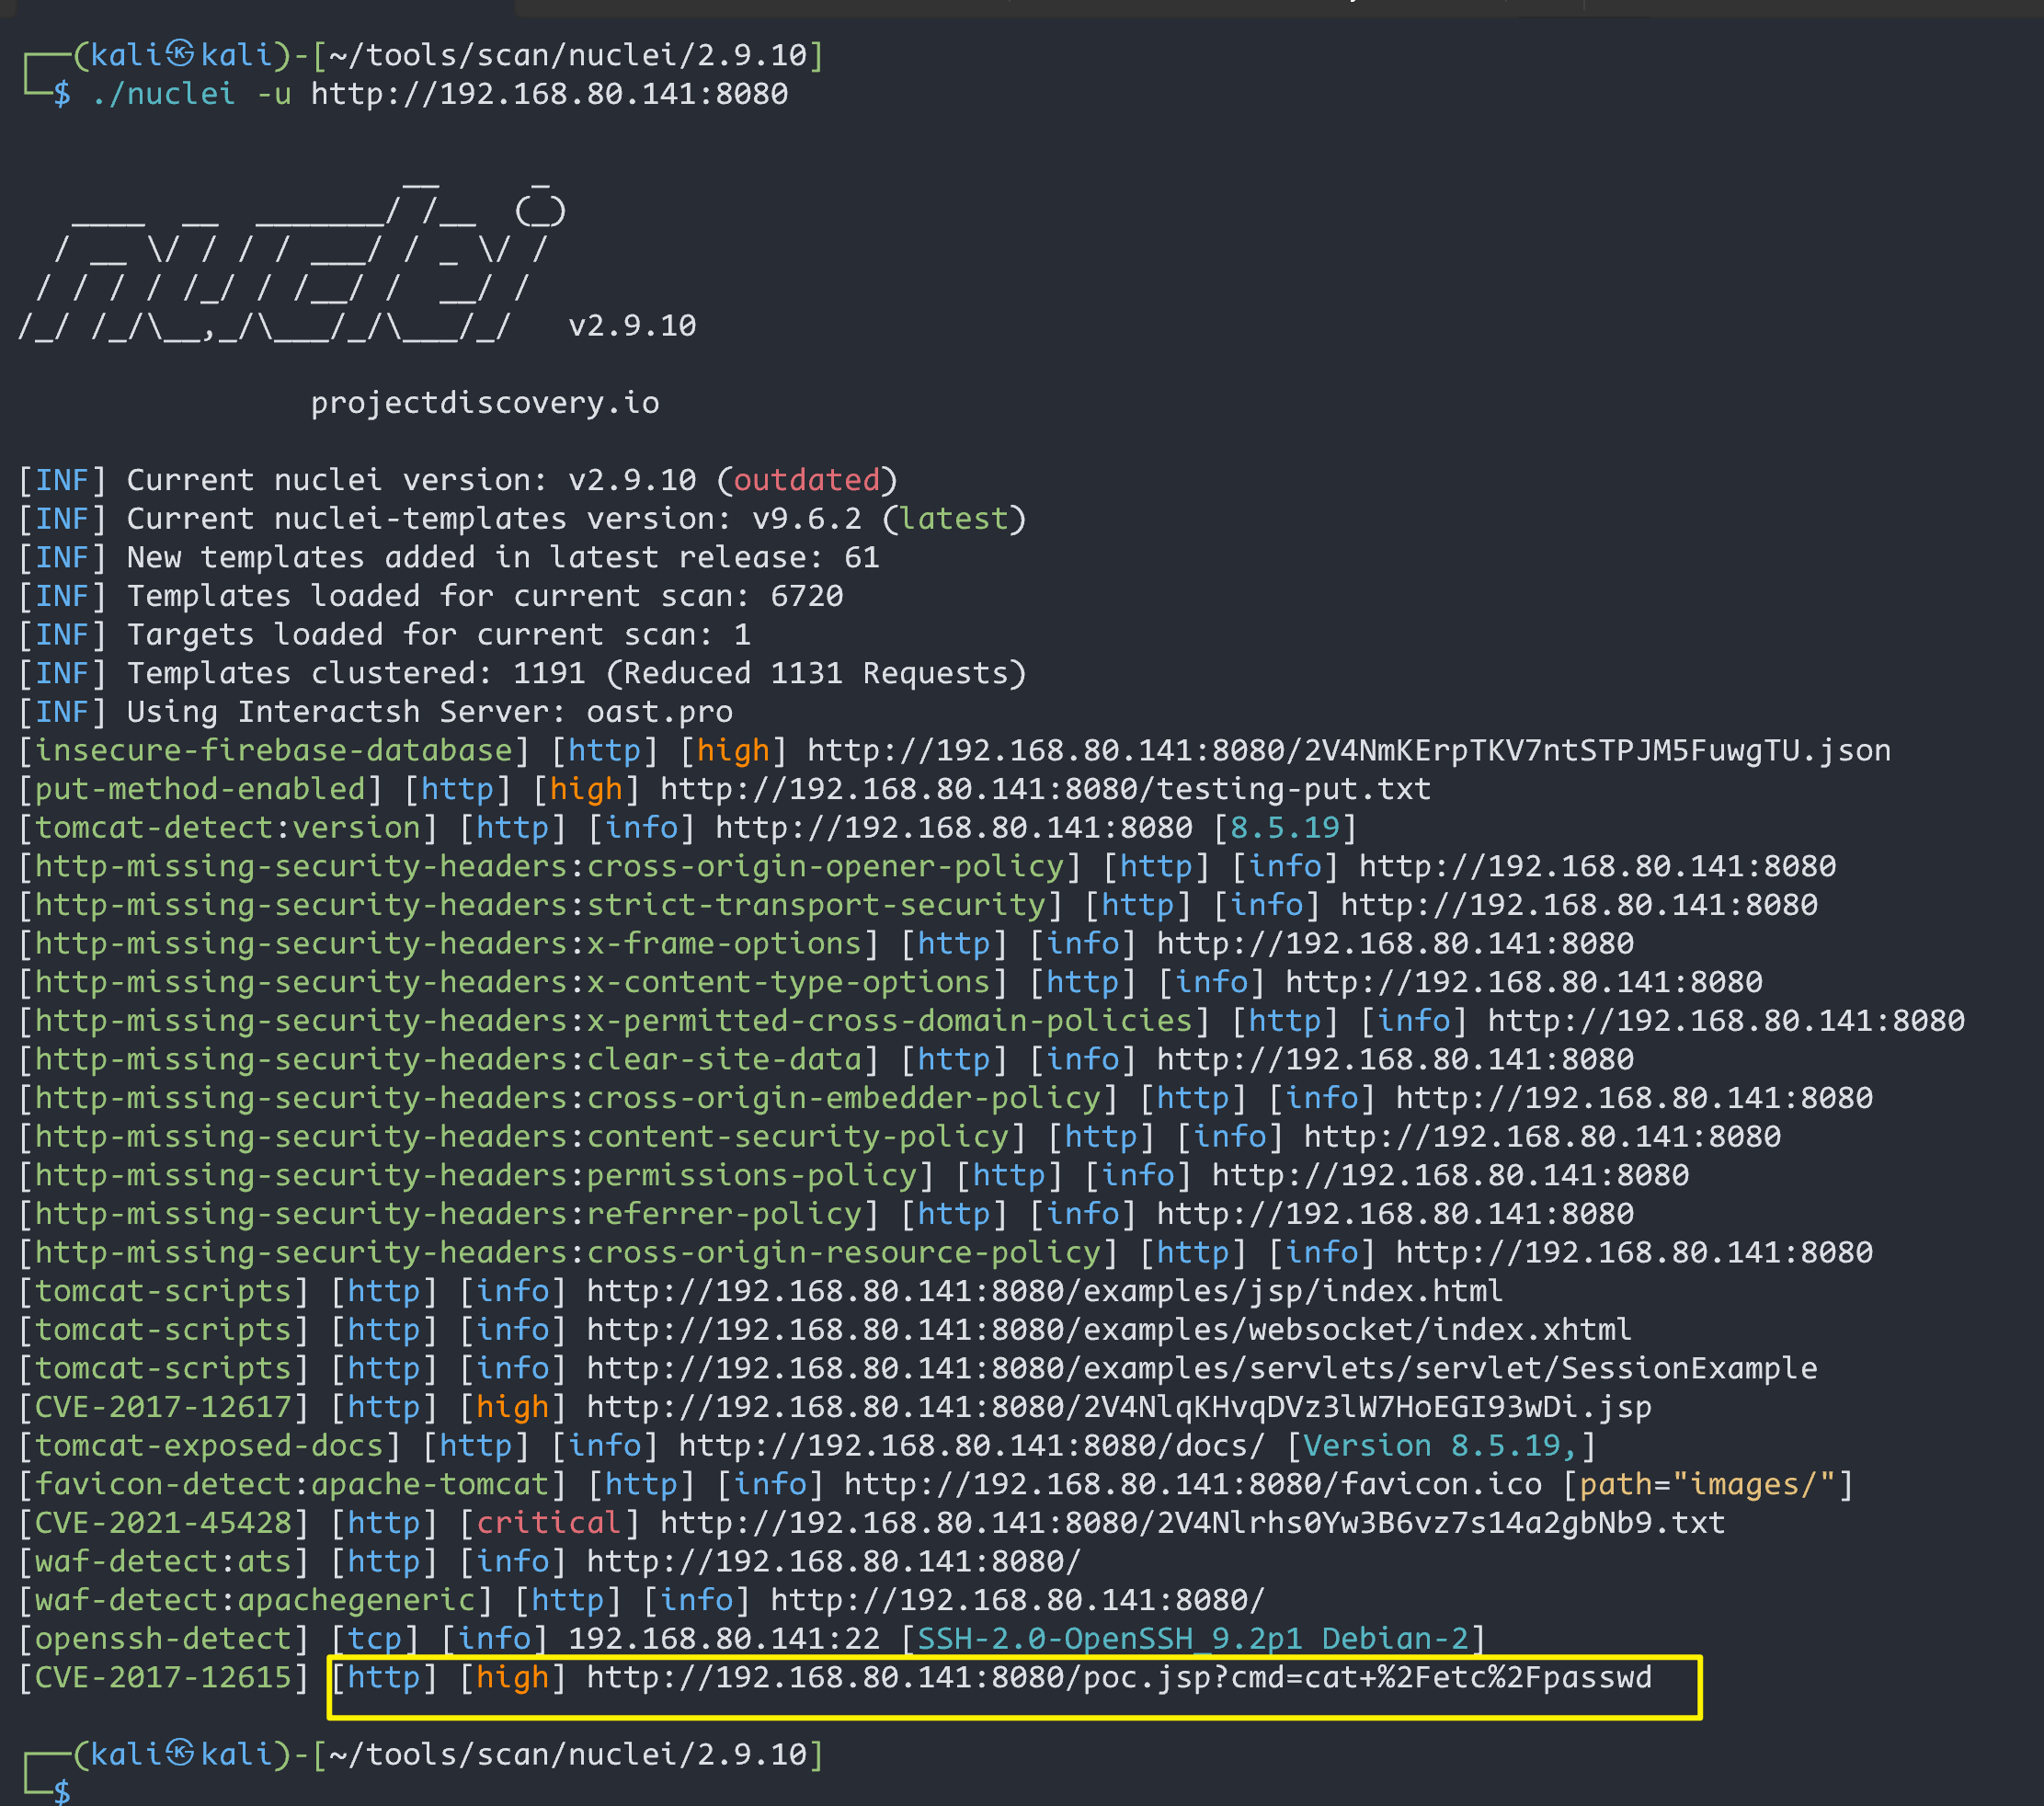 ┌──(kali㉿kali)-[~/tools/scan/nuclei/2.9.10]
└─$ ./nuclei -u http://192.168.80.141:8080
                     __     _
   ____  __  _______/ /__  (_)
  / __ \/ / / / ___/ / _ \/ /
 / / / / /_/ / /__/ /  __/ /
/_/ /_/\__,_/\___/_/\___/_/   v2.9.10
projectdiscovery.io
[INF] Current nuclei version: v2.9.10 (outdated)
[INF] Current nuclei-templates version: v9.6.2 (latest)
[INF] New templates added in latest release: 61
[INF] Templates loaded for current scan: 6720
[INF] Targets loaded for current scan: 1
[INF] Templates clustered: 1191 (Reduced 1131 Requests)
[INF] Using Interactsh Server: oast.pro
[insecure-firebase-database] [http] [high] http://192.168.80.141:8080/2V4NmKErpTKV7ntSTPJM5FuwgTU.json
[put-method-enabled] [http] [high] http://192.168.80.141:8080/testing-put.txt
[tomcat-detect:version] [http] [info] http://192.168.80.141:8080 [8.5.19]
[http-missing-security-headers:cross-origin-opener-policy] [http] [info] http://192.168.80.141:8080
[http-missing-security-headers:strict-transport-security] [http] [info] http://192.168.80.141:8080
[http-missing-security-headers:x-frame-options] [http] [info] http://192.168.80.141:8080
[http-missing-security-headers:x-content-type-options] [http] [info] http://192.168.80.141:8080
[http-missing-security-headers:x-permitted-cross-domain-policies] [http] [info] http://192.168.80.141:8080
[http-missing-security-headers:clear-site-data] [http] [info] http://192.168.80.141:8080
[http-missing-security-headers:cross-origin-embedder-policy] [http] [info] http://192.168.80.141:8080
[http-missing-security-headers:content-security-policy] [http] [info] http://192.168.80.141:8080
[http-missing-security-headers:permissions-policy] [http] [info] http://192.168.80.141:8080
[http-missing-security-headers:referrer-policy] [http] [info] http://192.168.80.141:8080
[http-missing-security-headers:cross-origin-resource-policy] [http] [info] http://192.168.80.141:8080
[tomcat-scripts] [http] [info] http://192.168.80.141:8080/examples/jsp/index.html
[tomcat-scripts] [http] [info] http://192.168.80.141:8080/examples/websocket/index.xhtml
[tomcat-scripts] [http] [info] http://192.168.80.141:8080/examples/servlets/servlet/SessionExample
[CVE-2017-12617] [http] [high] http://192.168.80.141:8080/2V4NlqKHvqDVz3lW7HoEGI93wDi.jsp
[tomcat-exposed-docs] [http] [info] http://192.168.80.141:8080/docs/ [Version 8.5.19,]
[favicon-detect:apache-tomcat] [http] [info] http://192.168.80.141:8080/favicon.ico [path="images/"]
[CVE-2021-45428] [http] [critical] http://192.168.80.141:8080/2V4Nlrhs0Yw3B6vz7s14a2gbNb9.txt
[waf-detect:ats] [http] [info] http://192.168.80.141:8080/
[waf-detect:apachegeneric] [http] [info] http://192.168.80.141:8080/
[openssh-detect] [tcp] [info] 192.168.80.141:22 [SSH-2.0-OpenSSH_9.2p1 Debian-2]
[CVE-2017-12615] [http] [high] http://192.168.80.141:8080/poc.jsp?cmd=cat+%2Fetc%2Fpasswd
┌──(kali㉿kali)-[~/tools/scan/nuclei/2.9.10]
└─$